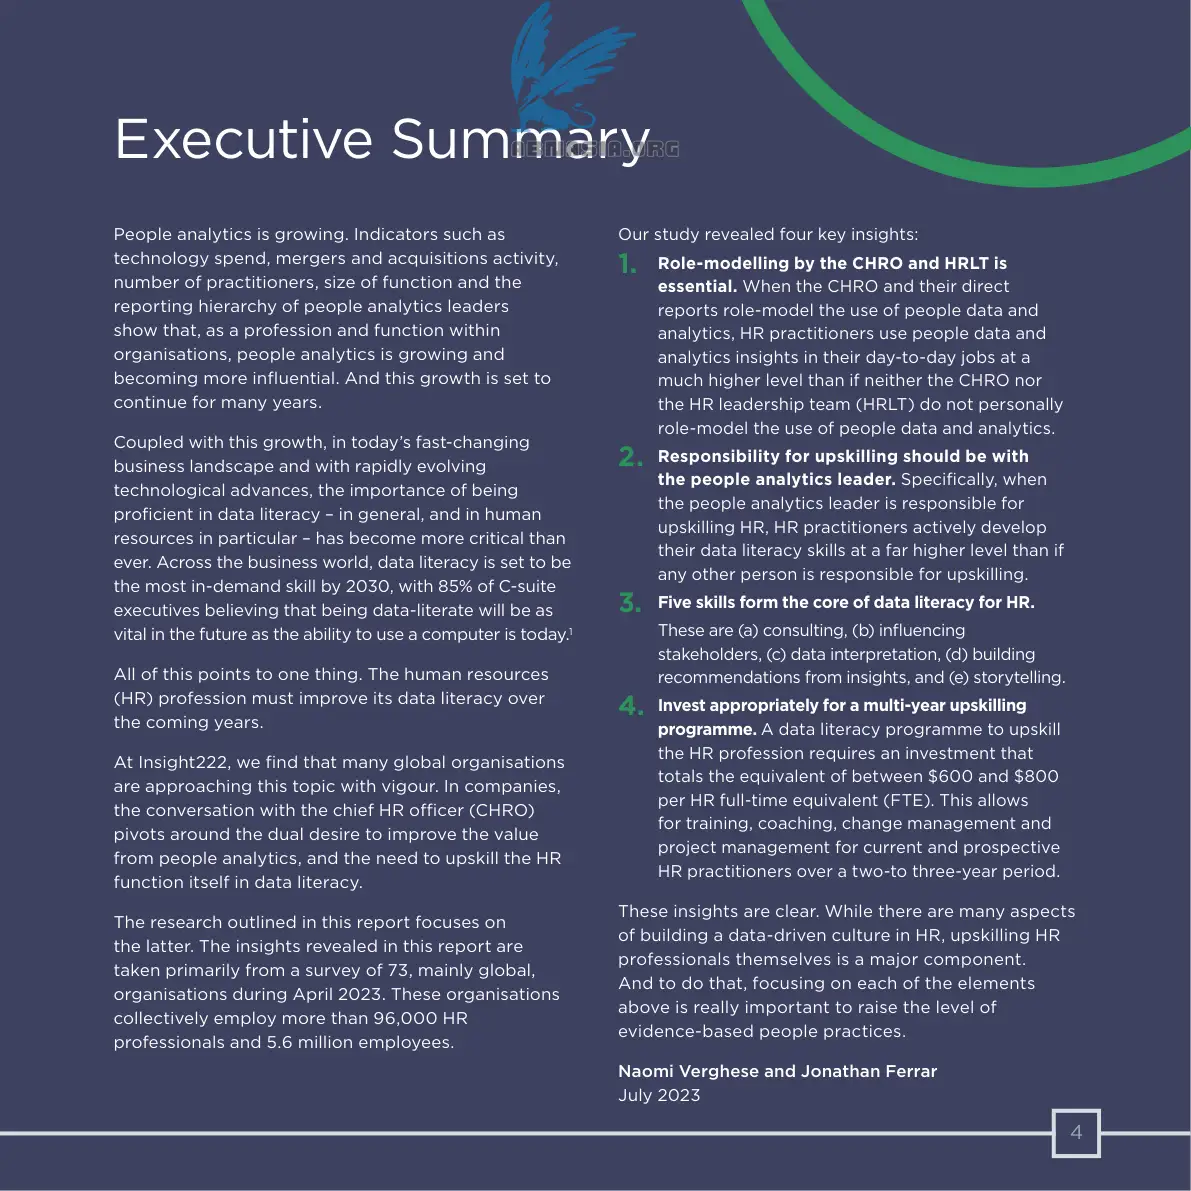 Executive Summary
AENASIA.ORG
People analytics is growing. Indicators such as
technology spend, mergers and acquisitions activity,
number of practitioners, size of function and the
reporting hierarchy of people analytics leaders
show that, as a profession and function within
organisations, people analytics is growing and
becoming more influential. And this growth is set to
continue for many years.
Coupled with this growth, in today’s fast-changing
business landscape and with rapidly evolving
technological advances, the importance of being
proficient in data literacy – in general, and in human
resources in particular – has become more critical than
ever. Across the business world, data literacy is set to be
the most in-demand skill by 2030, with 85% of C-suite
executives believing that being data-literate will be as
vital in the future as the ability to use a computer is today.1
All of this points to one thing. The human resources
(HR) profession must improve its data literacy over
the coming years.
At Insight222, we find that many global organisations
are approaching this topic with vigour. In companies,
the conversation with the chief HR officer (CHRO)
pivots around the dual desire to improve the value
from people analytics, and the need to upskill the HR
function itself in data literacy.
The research outlined in this report focuses on
the latter. The insights revealed in this report are
taken primarily from a survey of 73, mainly global,
organisations during April 2023. These organisations
collectively employ more than 96,000 HR
professionals and 5.6 million employees.
Our study revealed four key insights:
1. Role-modelling by the CHRO and HRLT is
essential. When the CHRO and their direct
reports role-model the use of people data and
analytics, HR practitioners use people data and
analytics insights in their day-to-day jobs at a
much higher level than if neither the CHRO nor
the HR leadership team (HRLT) do not personally
role-model the use of people data and analytics.
2. Responsibility for upskilling should be with
the people analytics leader. Specifically, when
the people analytics leader is responsible for
upskilling HR, HR practitioners actively develop
their data literacy skills at a far higher level than if
any other person is responsible for upskilling.
3. Five skills form the core of data literacy for HR.
These are (a) consulting, (b) influencing
stakeholders, (c) data interpretation, (d) building
recommendations from insights, and (e) storytelling.
4. Invest appropriately for a multi-year upskilling
programme. A data literacy programme to upskill
the HR profession requires an investment that
totals the equivalent of between $600 and $800
per HR full-time equivalent (FTE). This allows
for training, coaching, change management and
project management for current and prospective
HR practitioners over a two-to three-year period.
These insights are clear. While there are many aspects
of building a data-driven culture in HR, upskilling HR
professionals themselves is a major component.
And to do that, focusing on each of the elements
above is really important to raise the level of
evidence-based people practices.
Naomi Verghese and Jonathan Ferrar
July 2023
4